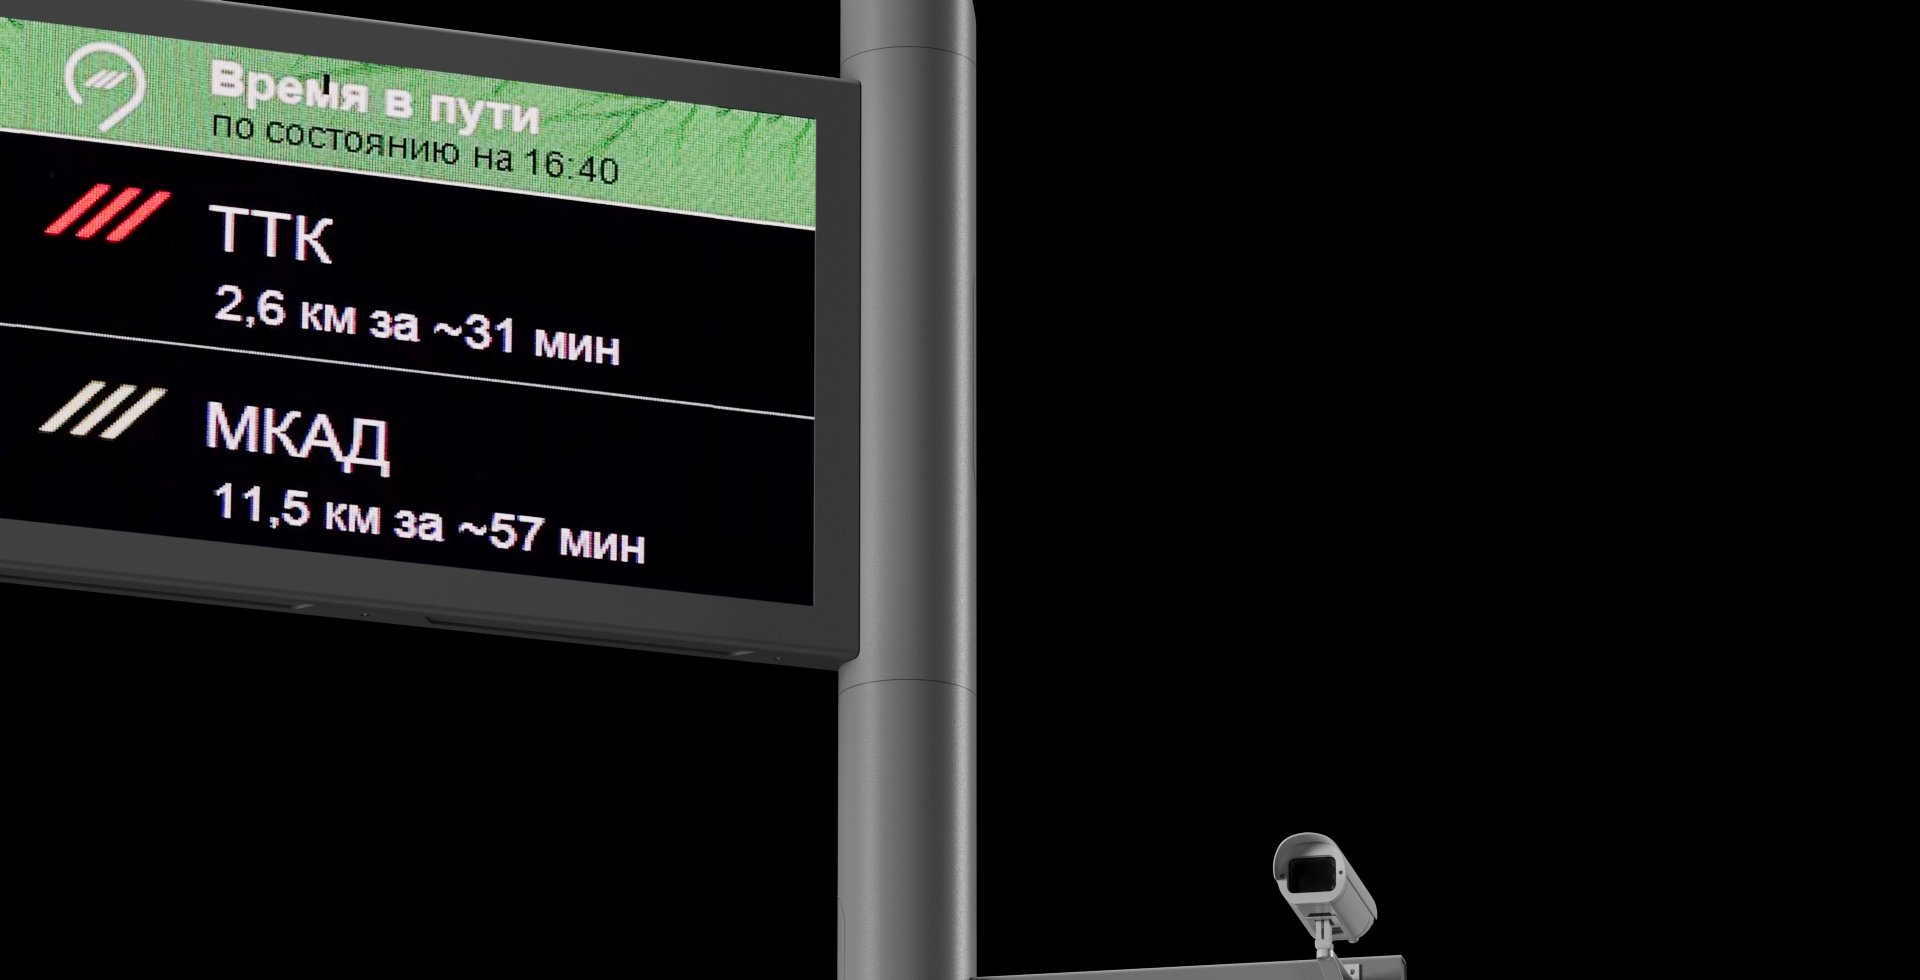 Время в пути
по состоянию на 16:40
ТТК
2,6 км за ~31 мин
МКАД
11,5 км за ~57 мин